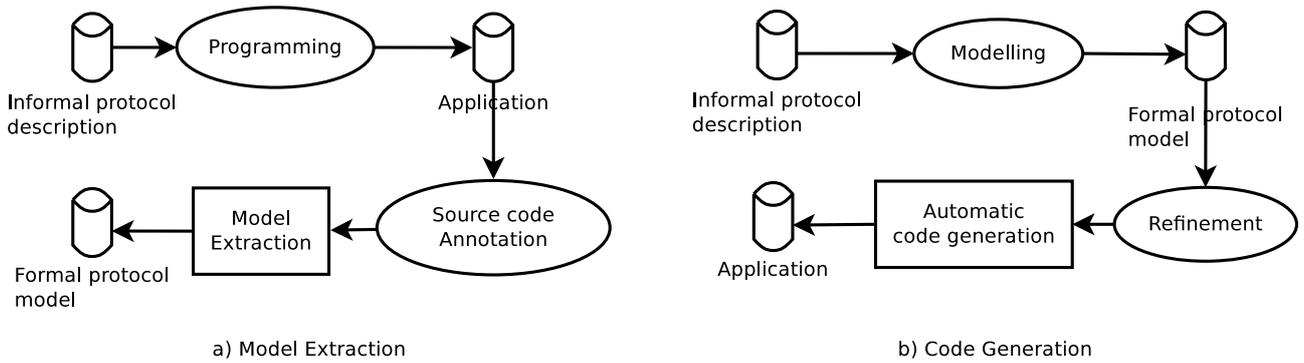 Programming
Informal protocol
description
Application
Source code
Annotation
Model
Extraction
Formal protocol
model
a) Model Extraction
Modelling
Informal protocol
description
Formal protocol
model
Refinement
Automatic
code generation
Application
b) Code Generation